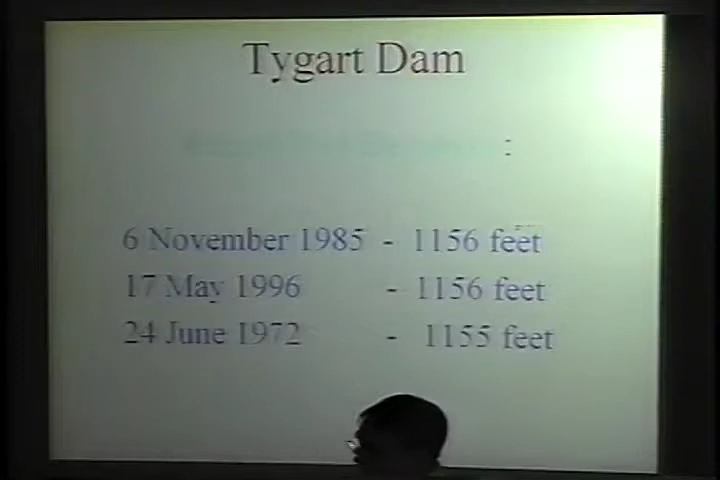 Tygart Dam
:
6 November 1985 - 1156 feet
17 May 1996 - 1156 feet
24 June 1972 - 1155 feet